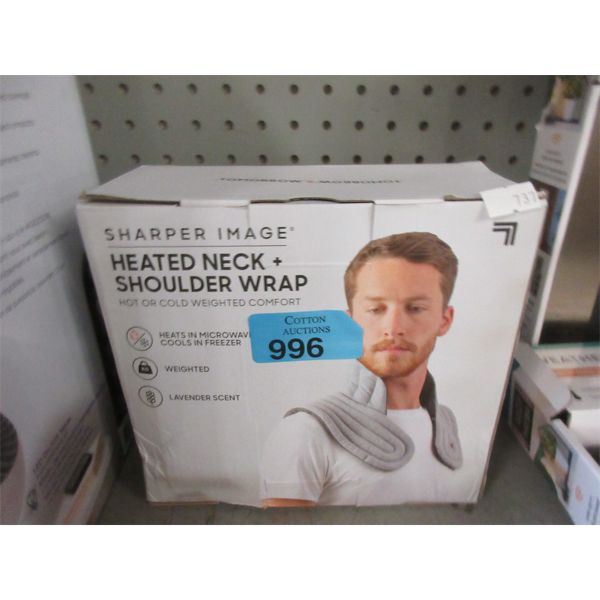 TOMORROW
737
SHARPER IMAGE®
HEATED NECK +
SHOULDER WRAP
HOT OR COLD WEIGHTED COMFORT
HEATS IN MICROWAVE
COOLS IN FREEZER
WEIGHTED
LAVENDER SCENT
COTTON
AUCTIONS
996